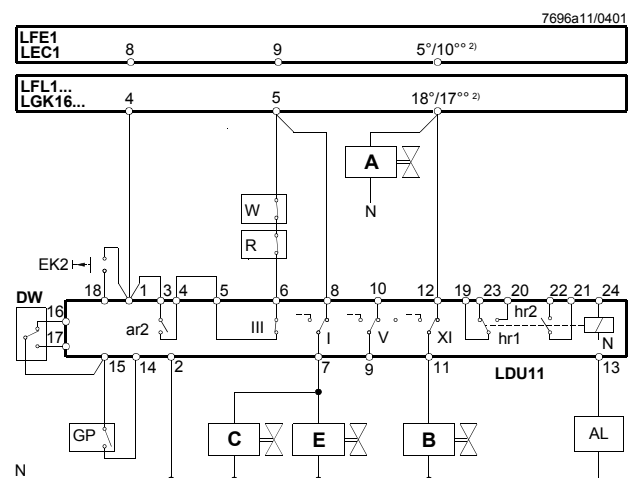 7696a11/0401
LFE1
LEC1
8 9 5°/10°° 2)
LFL1...
LGK16...
4 5 18°/17°° 2)
A
W
N
R
EK2
DW
18 1 3 4 5 6 8 10 12 19 23 20 22 21 24
16
ar2 III I V XI hr1 hr2 N
17
LDU11
15 14 2 7 9 11 13
GP C E B AL
N